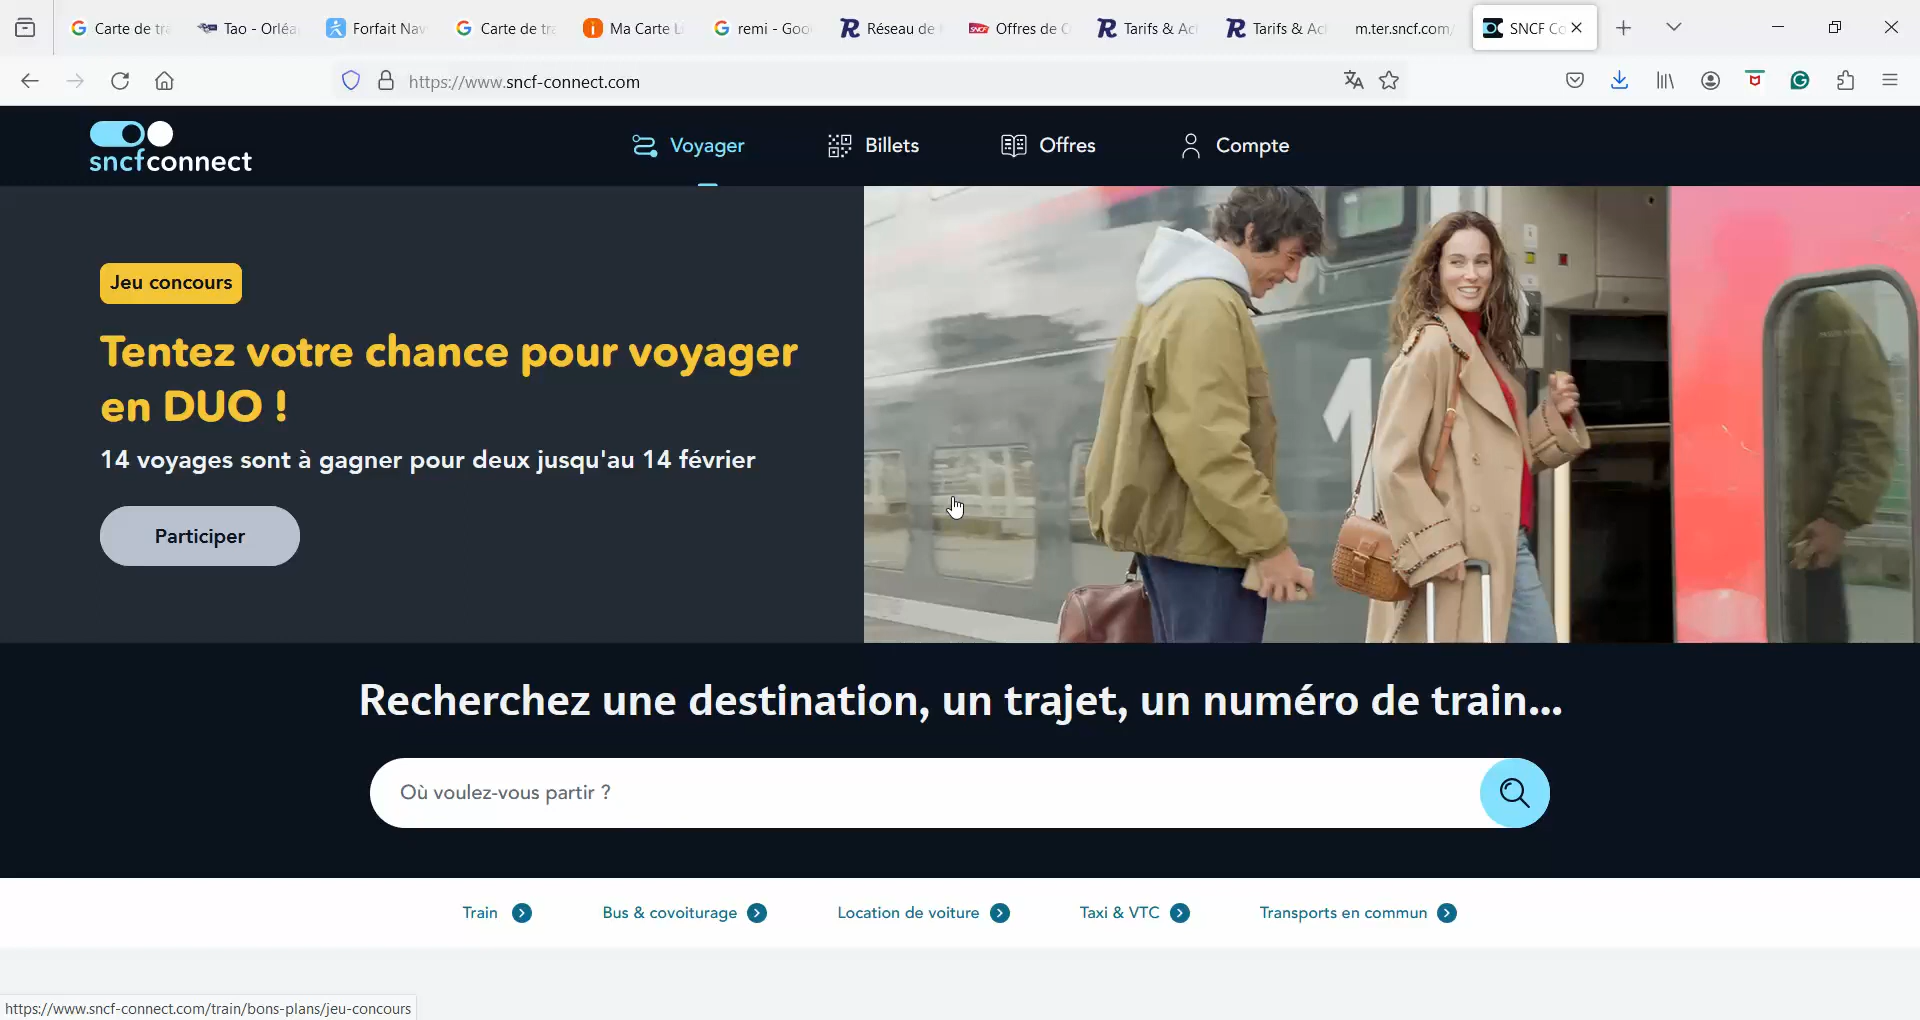 Carte de tra
Tao - Orléa
Forfait Nav
Carte de tra
Ma Carte L
remi - Goo
Réseau de
Offres de C
Tarifs & Ac
Tarifs & Ac
m.ter.sncf.com/
SNCF Co
https://www.sncf-connect.com
sncfconnect
Voyager
Billets
Offres
Compte
Jeu concours
Tentez votre chance pour voyager
en DUO !
14 voyages sont à gagner pour deux jusqu'au 14 février
Participer
1
Recherchez une destination, un trajet, un numéro de train...
Où voulez-vous partir ?
Train
Bus & covoiturage
Location de voiture
Taxi & VTC
Transports en commun
https://www.sncf-connect.com/train/bons-plans/jeu-concours